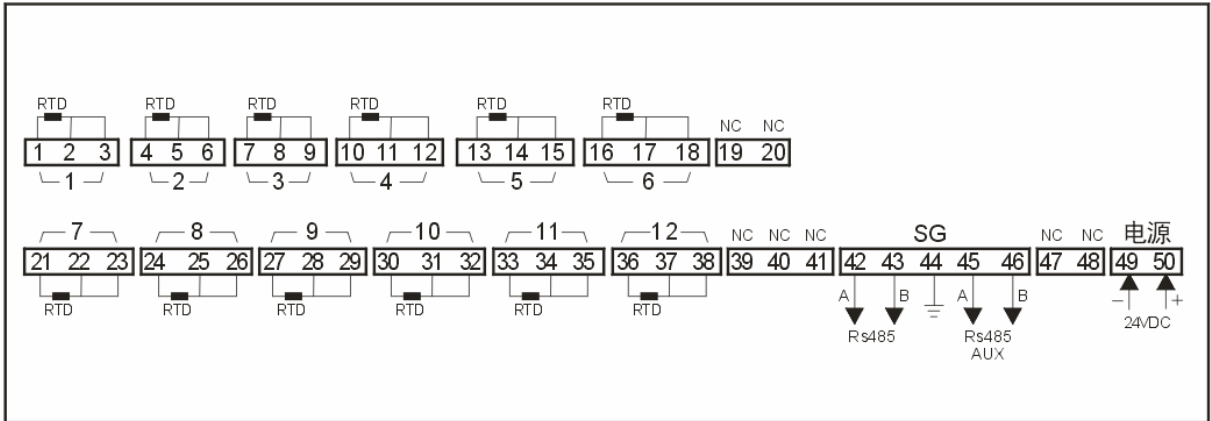 RTD RTD RTD RTD RTD RTD
NC NC
1 2 3 4 5 6 7 8 9 10 11 12 13 14 15 16 17 18 19 20
1 2 3 4 5 6
7 8 9 10 11 12 NC NC NC SG NC NC 电源
21 22 23 24 25 26 27 28 29 30 31 32 33 34 35 36 37 38 39 40 41 42 43 44 45 46 47 48 49 50
A B A B − +
RTD RTD RTD RTD RTD RTD
Rs485 Rs485 24VDC
AUX